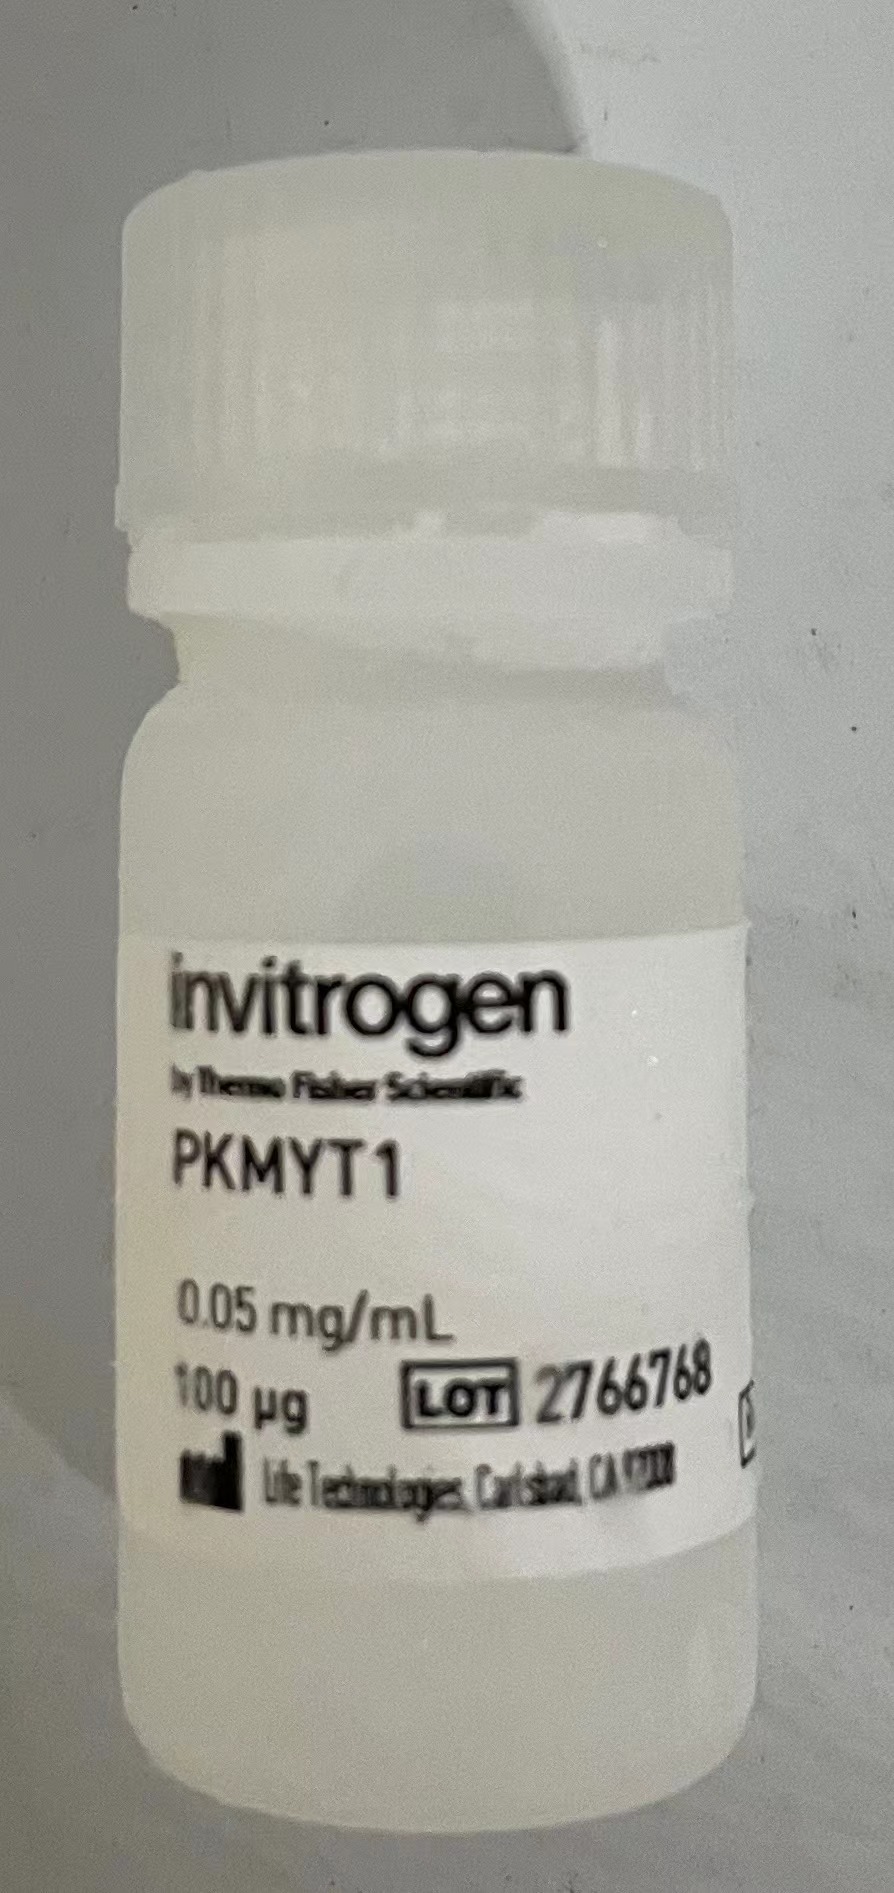 invitrogen
by Thermo Fisher Scientific
PKMYT1
0.05 mg/mL
100 µg LOT 2766768
Life Technologies, Carlsbad, CA